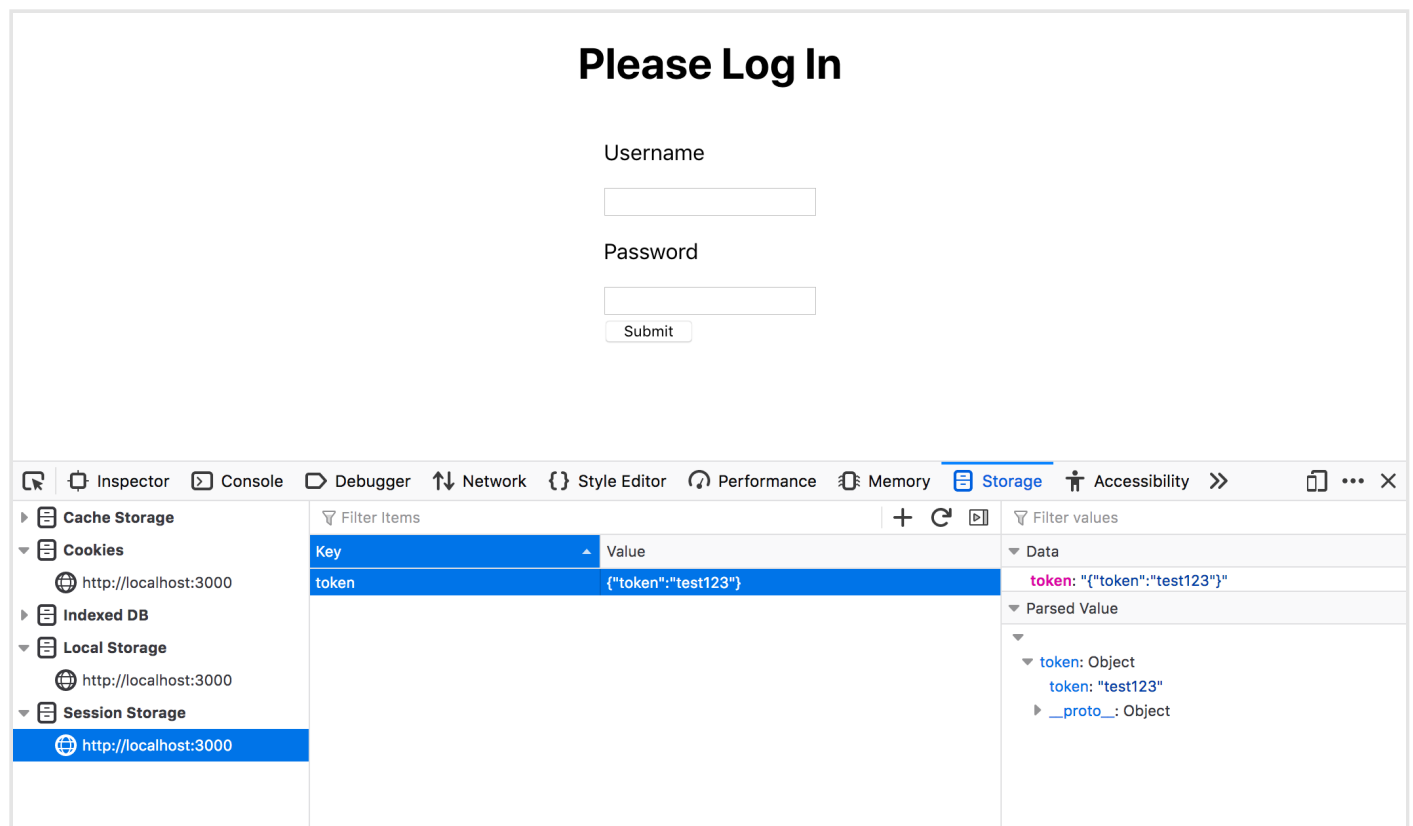 Please Log In
Username
Password
Submit
Inspector Console Debugger Network Style Editor Performance Memory Storage Accessibility
Cache Storage
Cookies
http://localhost:3000
Indexed DB
Local Storage
http://localhost:3000
Session Storage
http://localhost:3000
Filter Items
Key Value
token {"token":"test123"}
Filter values
Data
token: "{"token":"test123"}"
Parsed Value
token: Object
token: "test123"
__proto__: Object